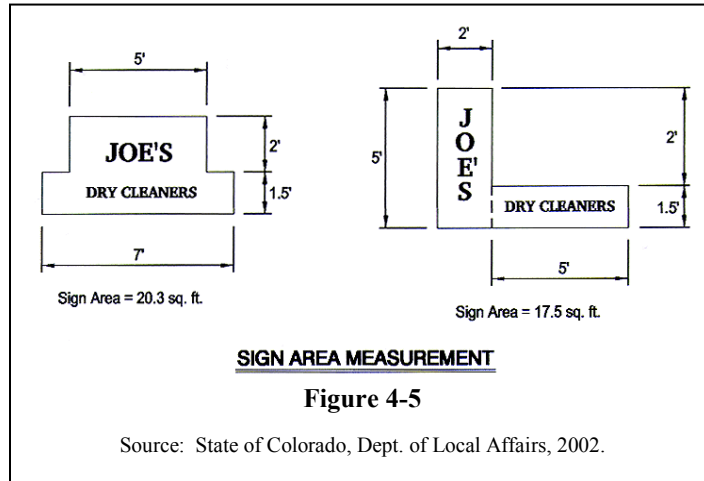 5'
JOE'S
DRY CLEANERS
2'
1.5'
7'
Sign Area = 20.3 sq. ft.
2'
5'
J
O
E'
S
DRY CLEANERS
2'
1.5'
5'
Sign Area = 17.5 sq. ft.
SIGN AREA MEASUREMENT
Figure 4-5
Source: State of Colorado, Dept. of Local Affairs, 2002.